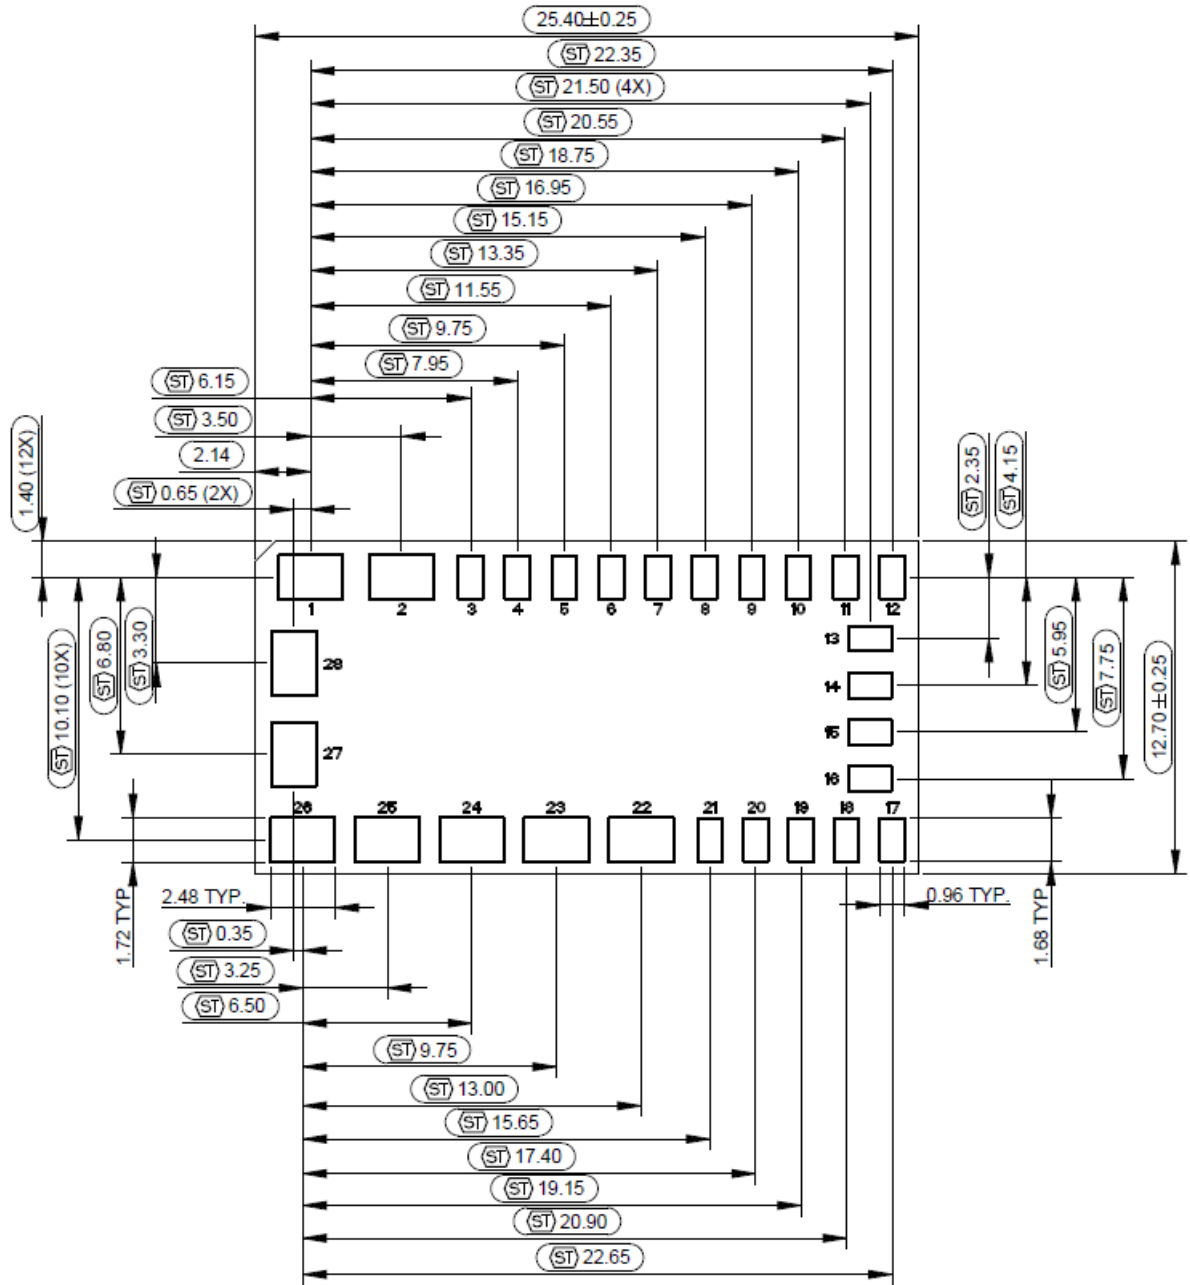 25.40±0.25
ST 22.35
ST 21.50 (4X)
ST 20.55
ST 18.75
ST 16.95
ST 15.15
ST 13.35
ST 11.55
ST 9.75
ST 7.95
ST 6.15
ST 3.50
2.14
ST 0.65 (2X)
1.40 (12X)
ST 2.35
ST 4.15
1 2 3 4 5 6 7 8 9 10 11 12
13
28
14
15
27
16
ST 10.10 (10X)
ST 6.80
ST 3.30
ST 5.95
ST 7.75
12.70±0.25
26 25 24 23 22 21 20 19 18 17
1.72 TYP
2.48 TYP.
0.96 TYP.
1.68 TYP
ST 0.35
ST 3.25
ST 6.50
ST 9.75
ST 13.00
ST 15.65
ST 17.40
ST 19.15
ST 20.90
ST 22.65